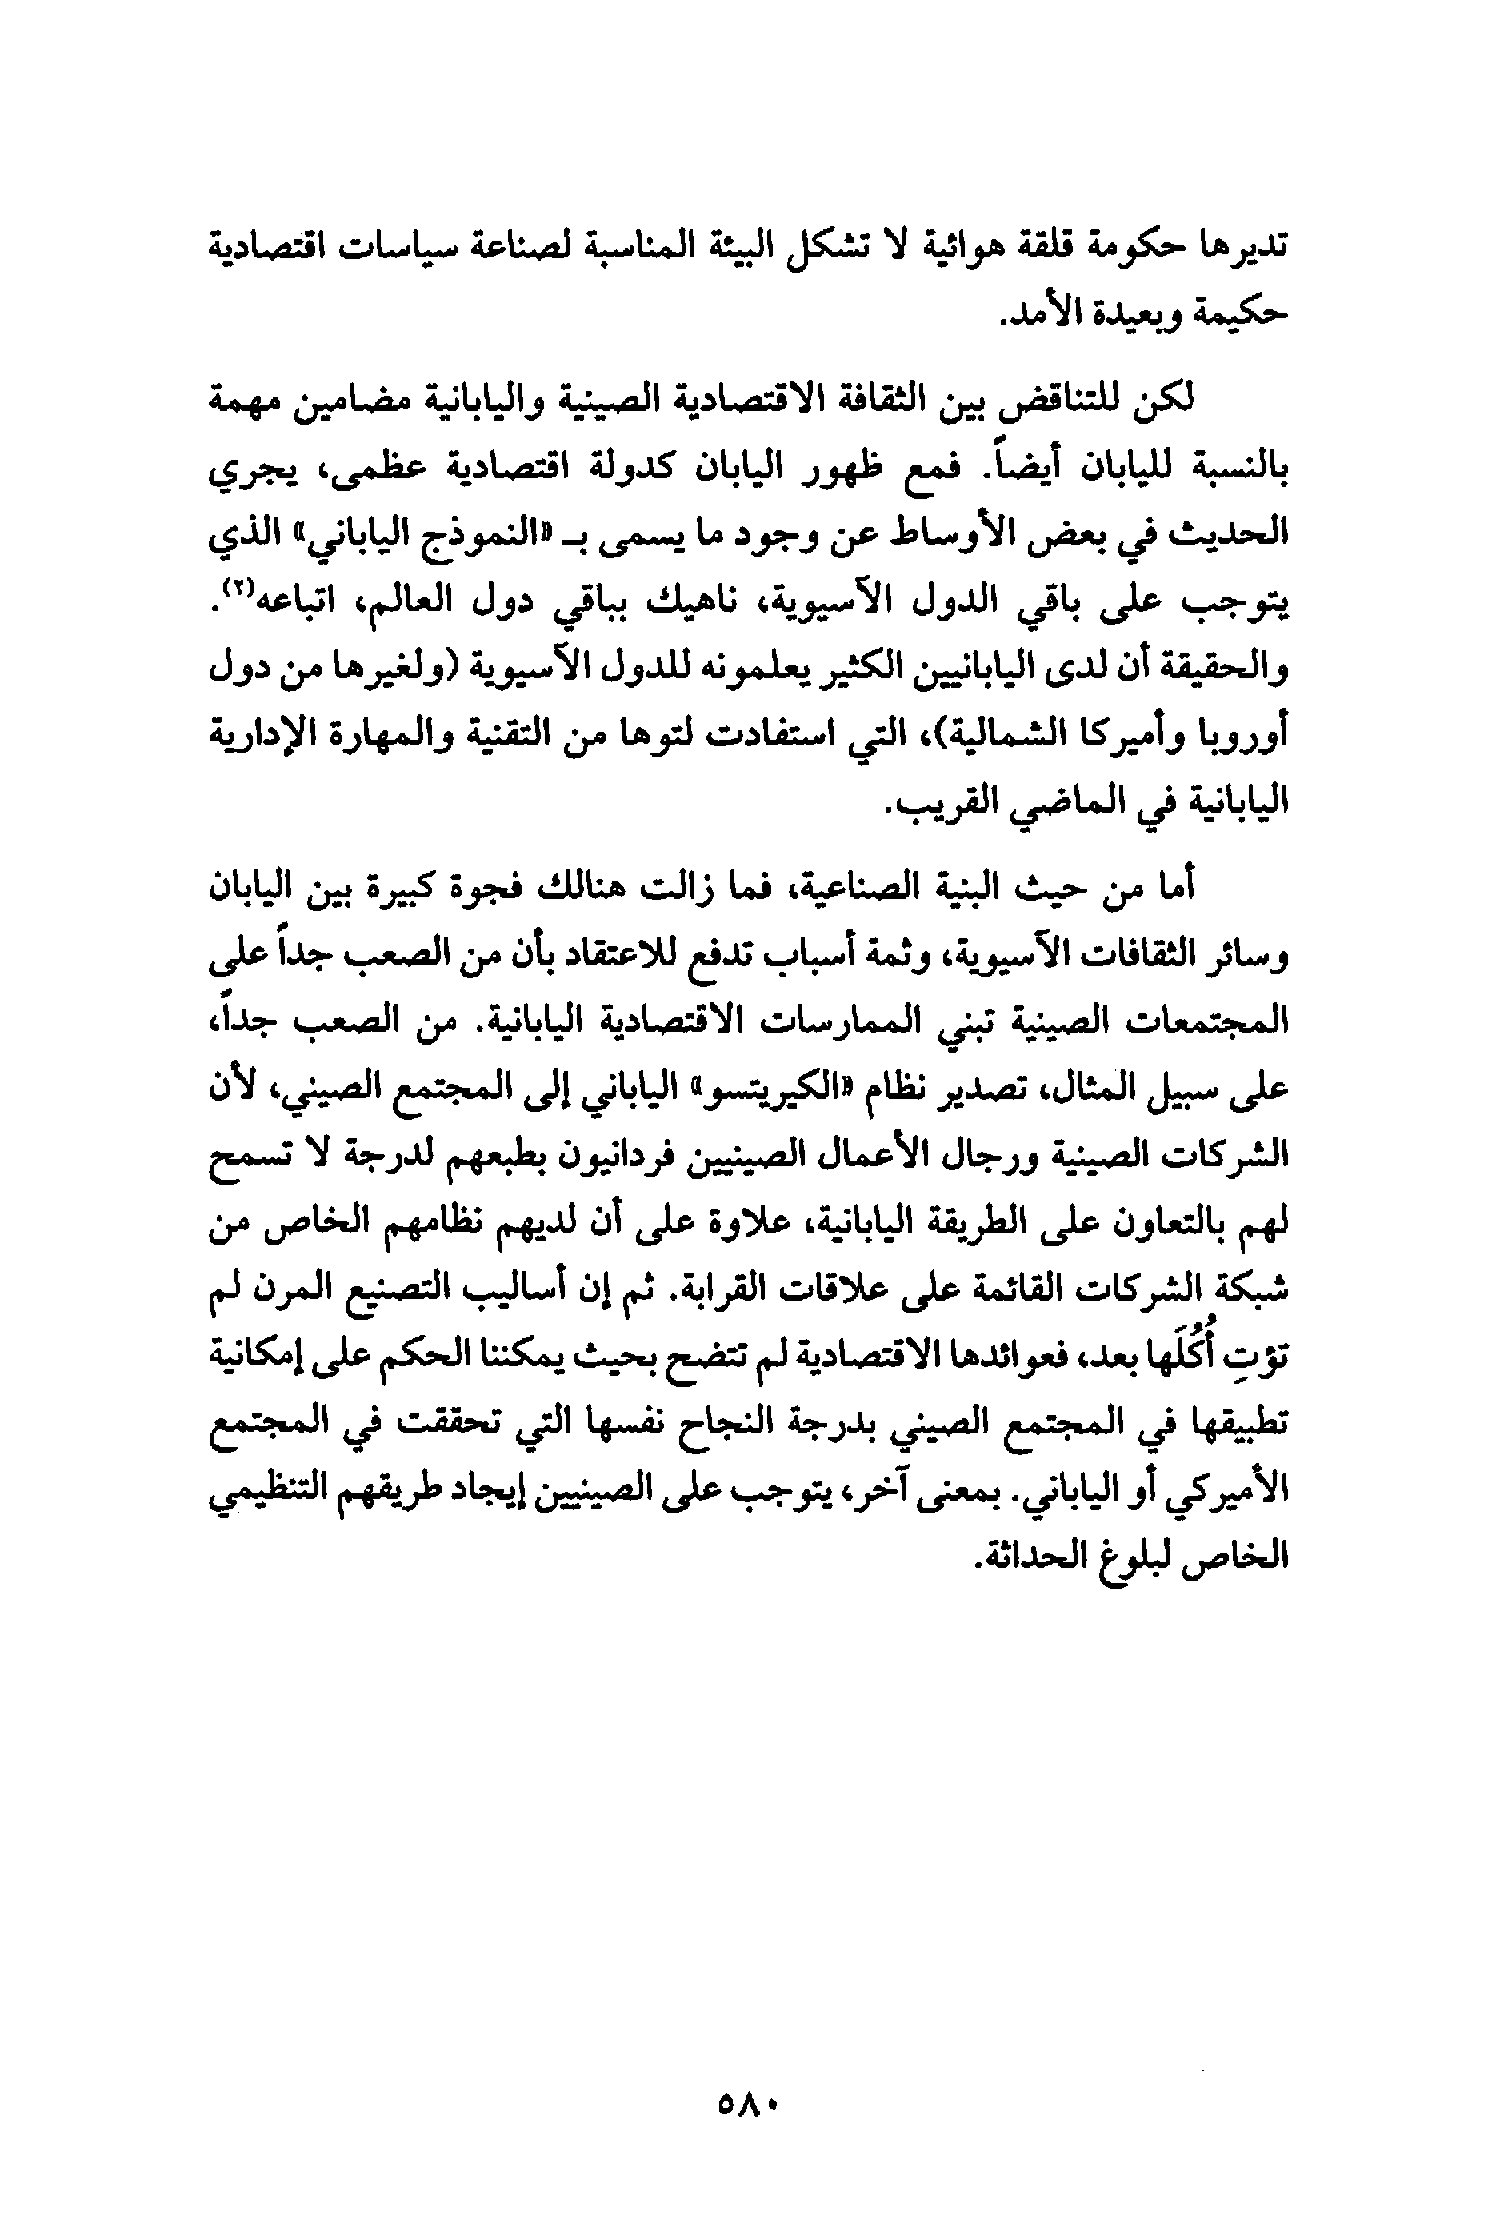 تديرها حكومة قلقة هوائية لا تشكل البيئة المناسبة لصناعة سياسات اقتصادية
حكيمة وبعيدة الأمد.
لكن للتناقض بين الثقافة الاقتصادية الصينية واليابانية مضامين مهمة
بالنسبة لليابان أيضاً. فمع ظهور اليابان كدولة اقتصادية عظمى، يجري
الحديث في بعض الأوساط عن وجود ما يسمى بـ «النموذج الياباني» الذي
يتوجب على باقي الدول الآسيوية، ناهيك بباقي دول العالم، اتباعه(٢).
والحقيقة أن لدى اليابانيين الكثير يعلمونه للدول الآسيوية (ولغيرها من دول
أوروبا وأميركا الشمالية)، التي استفادت لتوها من التقنية والمهارة الإدارية
اليابانية في الماضي القريب.
أما من حيث البنية الصناعية، فما زالت هنالك فجوة كبيرة بين اليابان
وسائر الثقافات الآسيوية، وثمة أسباب تدفع للاعتقاد بأن من الصعب جداً على
المجتمعات الصينية تبني الممارسات الاقتصادية اليابانية. من الصعب جداً،
على سبيل المثال، تصدير نظام «الكيريتسو» الياباني إلى المجتمع الصيني، لأن
الشركات الصينية ورجال الأعمال الصينيين فردانيون بطبعهم لدرجة لا تسمح
لهم بالتعاون على الطريقة اليابانية، علاوة على أن لديهم نظامهم الخاص من
شبكة الشركات القائمة على علاقات القرابة. ثم إن أساليب التصنيع المرن لم
تؤتِ أُكُلَها بعد، فعوائدها الاقتصادية لم تتضح بحيث يمكننا الحكم على إمكانية
تطبيقها في المجتمع الصيني بدرجة النجاح نفسها التي تحققت في المجتمع
الأميركي أو الياباني. بمعنى آخر، يتوجب على الصينيين إيجاد طريقهم التنظيمي
الخاص لبلوغ الحداثة.
٥٨٠